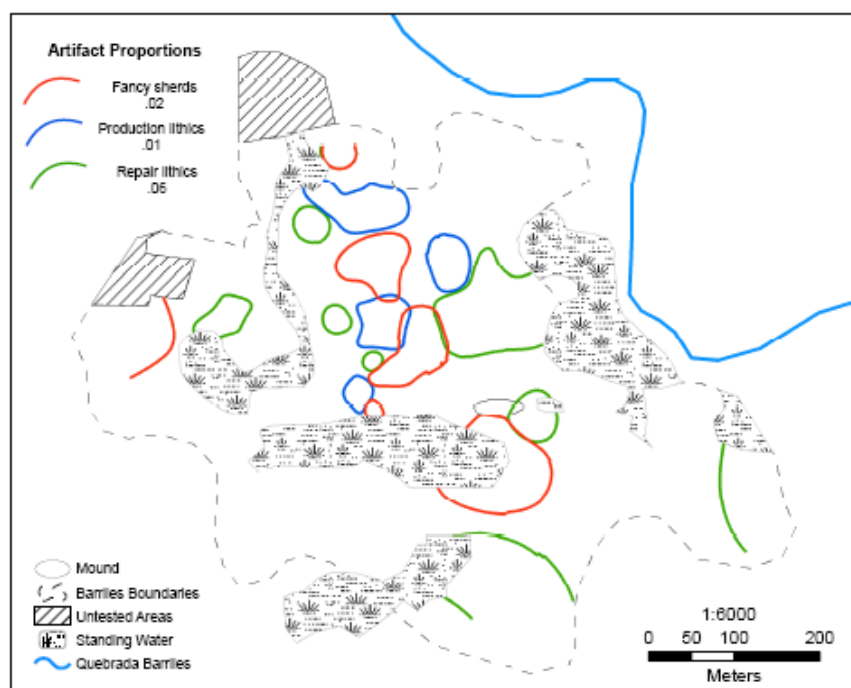 Artifact Proportions
Fancy sherds
.02
Production lithics
.01
Repair lithics
.06
Mound
Barriles Boundaries
Untested Areas
Standing Water
Quebrada Barriles
1:6000
0 50 100 200
Meters